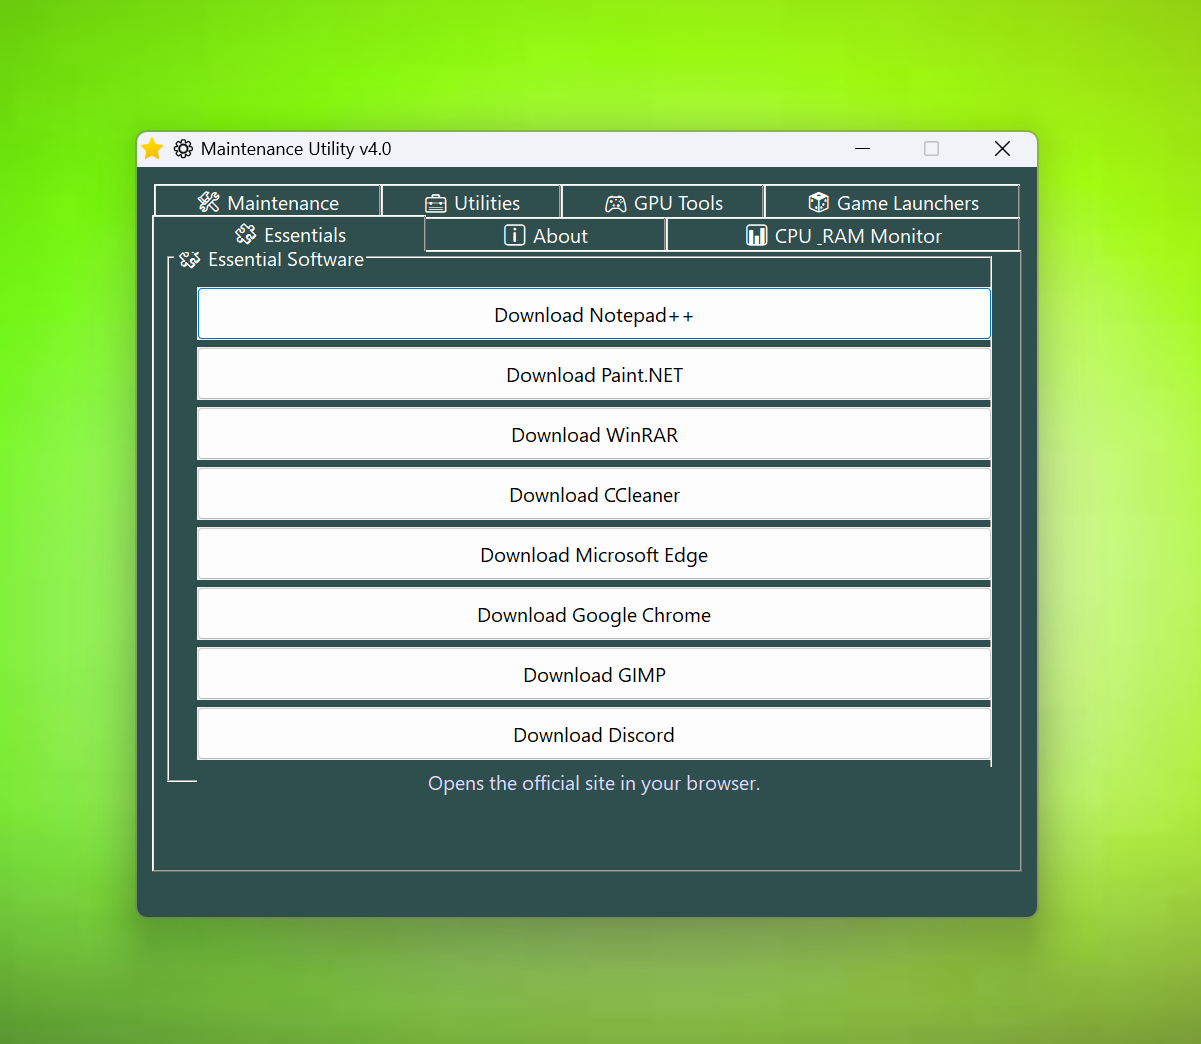 Maintenance Utility v4.0
Maintenance
Utilities
GPU Tools
Game Launchers
Essentials
About
CPU _RAM Monitor
Essential Software
Download Notepad++
Download Paint.NET
Download WinRAR
Download CCleaner
Download Microsoft Edge
Download Google Chrome
Download GIMP
Download Discord
Opens the official site in your browser.